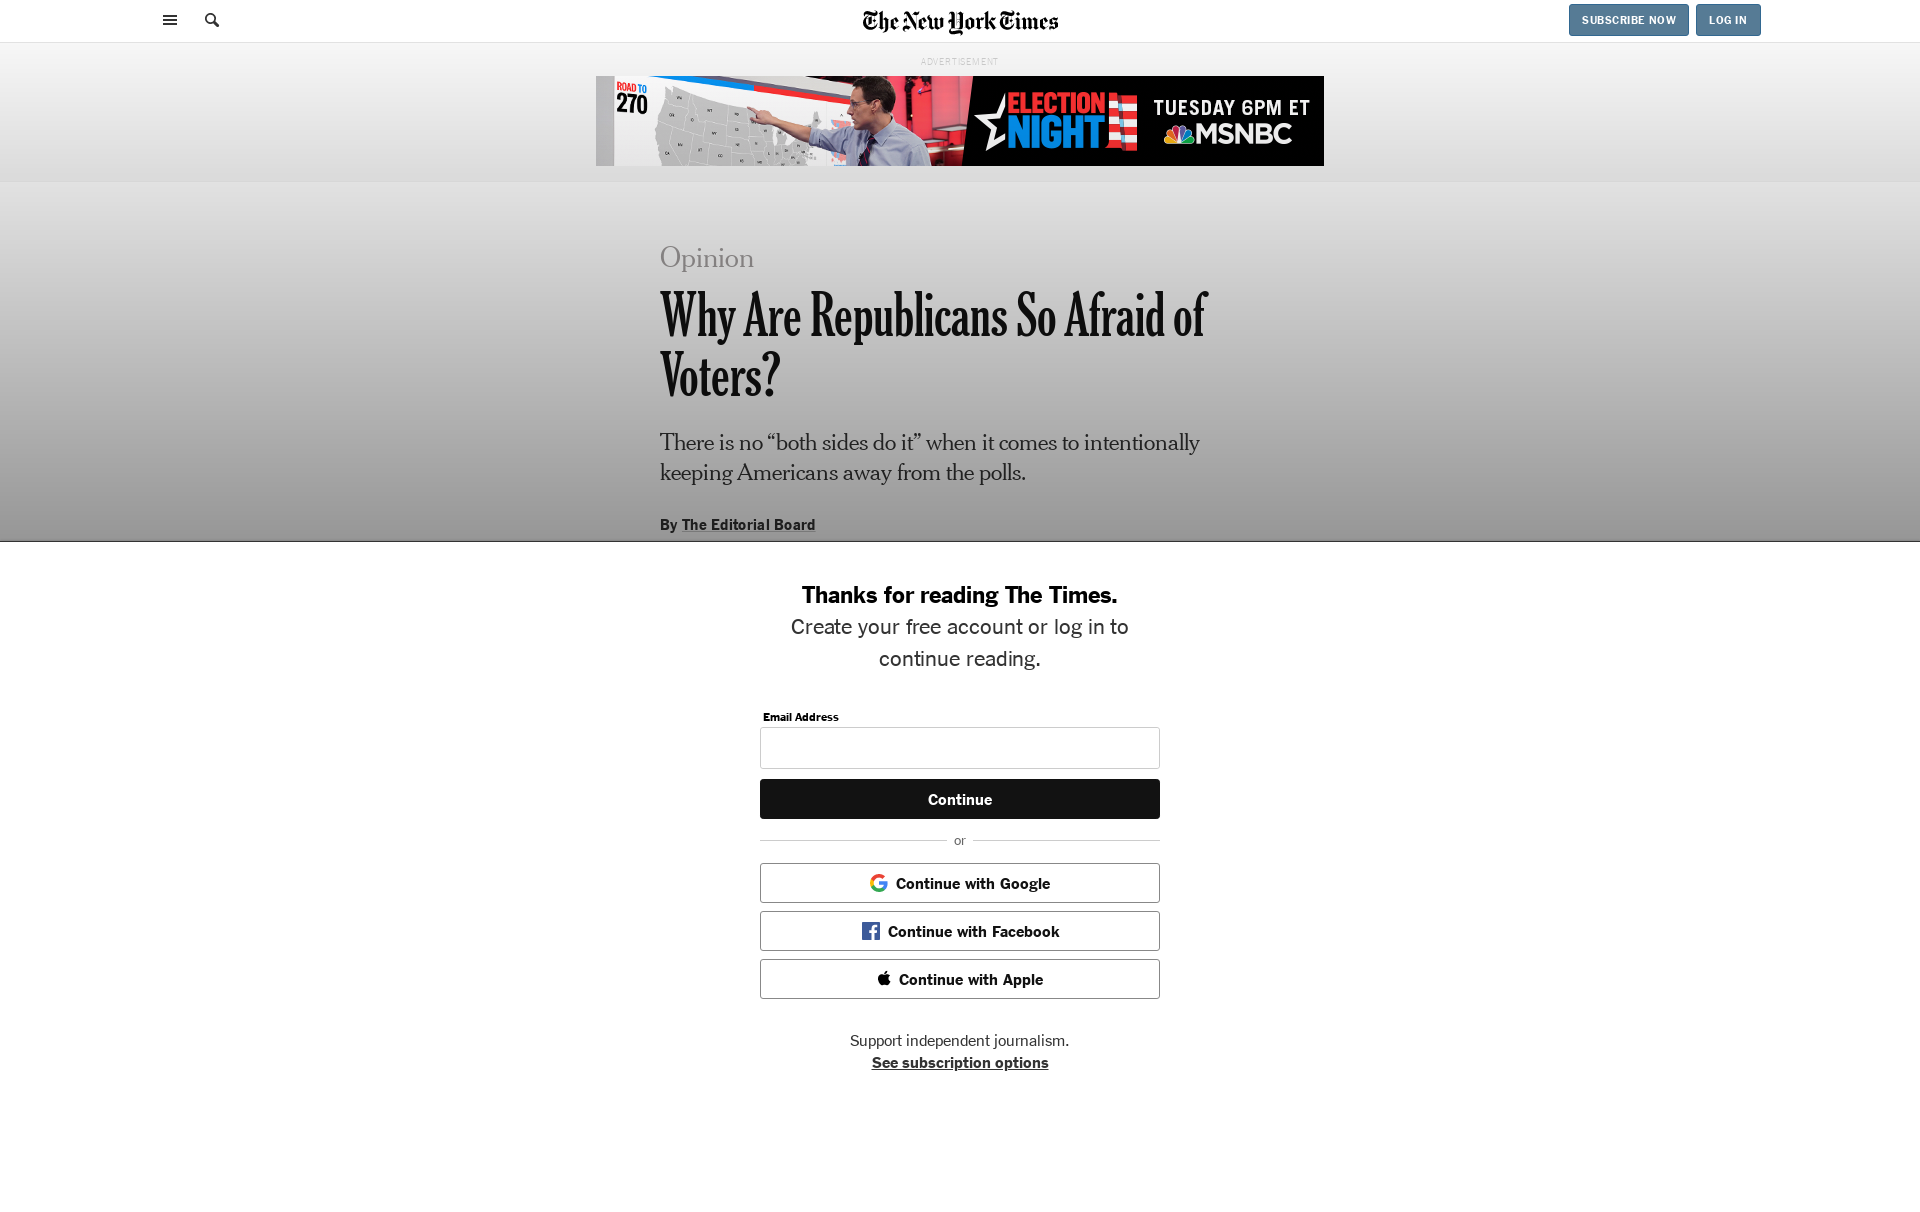 The New York Times
SUBSCRIBE NOW
LOG IN
ADVERTISEMENT
ROAD TO
270
ELECTION
NIGHT
TUESDAY 6PM ET
MSNBC
Opinion
Why Are Republicans So Afraid of
Voters?
There is no “both sides do it” when it comes to intentionally
keeping Americans away from the polls.
By The Editorial Board
Thanks for reading The Times.
Create your free account or log in to
continue reading.
Email Address
Continue
or
Continue with Google
Continue with Facebook
Continue with Apple
Support independent journalism.
See subscription options